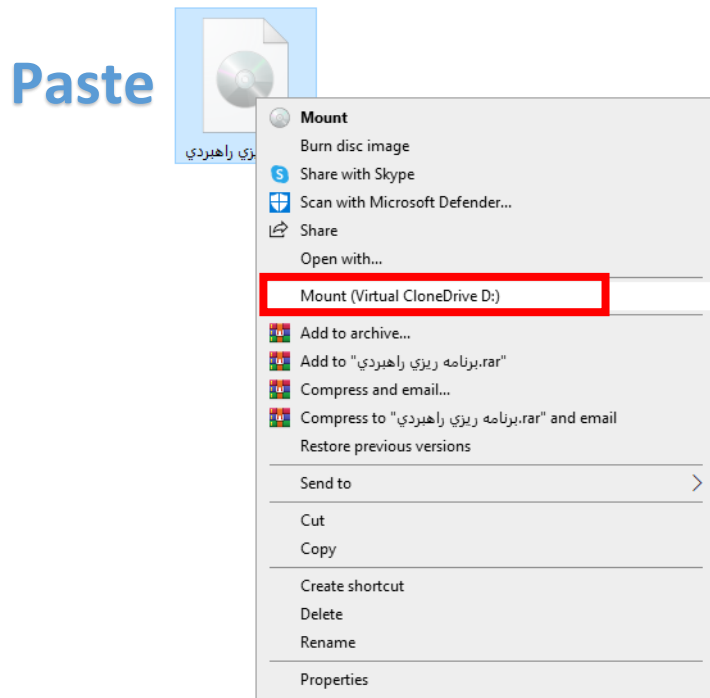 Paste
ريزي راهبردي
Mount
Burn disc image
Share with Skype
Scan with Microsoft Defender...
Share
Open with...
Mount (Virtual CloneDrive D:)
Add to archive...
Add to "برنامه ريزي راهبردي.rar"
Compress and email...
Compress to "برنامه ريزي راهبردي.rar" and email
Restore previous versions
Send to
Cut
Copy
Create shortcut
Delete
Rename
Properties